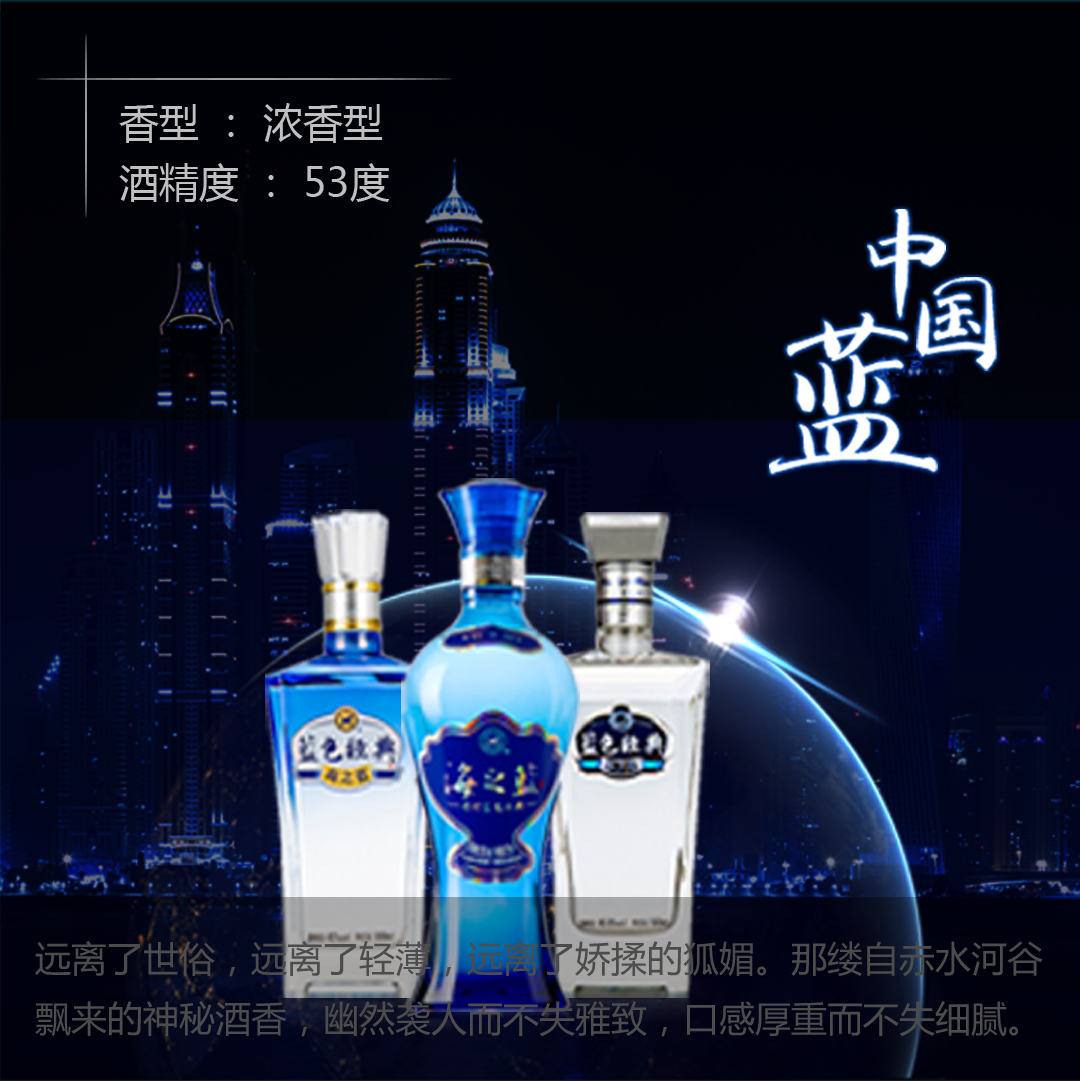 香型 ： 浓香型
酒精度 ： 53度
中国
蓝
蓝色经典
海之蓝
蓝色经典
远离了世俗，远离了轻薄，远离了娇揉的狐媚。那缕自赤水河谷
飘来的神秘酒香，幽然袭人而不失雅致，口感厚重而不失细腻。